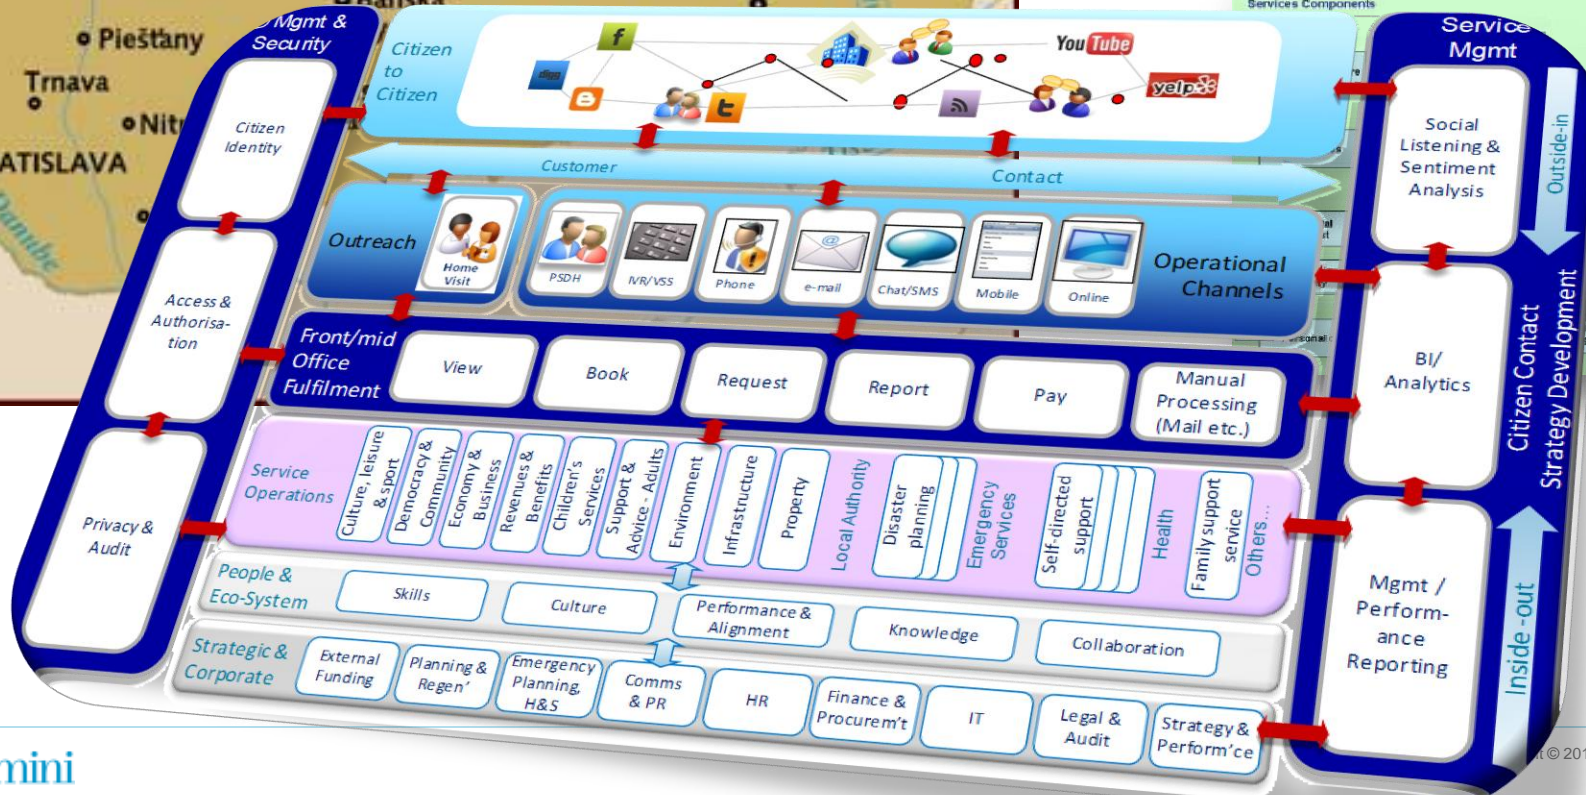 Piešťany
Trnava
Nitr
ATISLAVA
Danube
Services Components
Mgmt &
Security
Citizen
Identity
Access &
Authorisa-
tion
Privacy &
Audit
Citizen
to
Citizen
f
digg
t
YouTube
yelp
Customer
Contact
Outreach
Home
Visit
PSDH
IVR/VSS
Phone
@
e-mail
Chat/SMS
Mobile
Online
Operational
Channels
Front/mid
Office
Fulfilment
View
Book
Request
Report
Pay
Manual
Processing
(Mail etc.)
Service
Operations
Culture, leisure
& sport
Democracy &
Community
Economy &
Business
Revenues &
Benefits
Children's
Services
Support &
Advice - Adults
Environment
Infrastructure
Property
Local Authority
Disaster
planning
Emergency
Services
Self-directed
support
Health
Family support
service
Others...
People &
Eco-System
Skills
Culture
Performance &
Alignment
Knowledge
Collaboration
Strategic &
Corporate
External
Funding
Planning &
Regen'
Emergency
Planning,
H&S
Comms
& PR
HR
Finance &
Procurem't
IT
Legal &
Audit
Strategy &
Perform'ce
Service
Mgmt
Social
Listening &
Sentiment
Analysis
BI/
Analytics
Mgmt /
Perform-
ance
Reporting
Outside-in
Citizen Contact
Strategy Development
Inside -out
mini
© 201